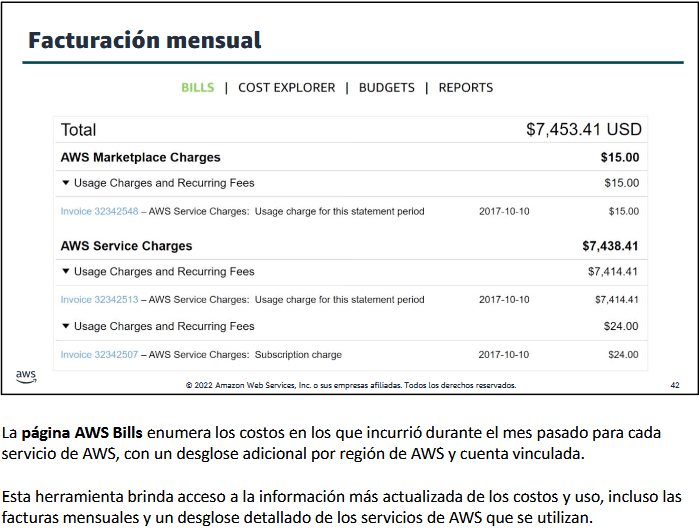 Facturación mensual
BILLS | COST EXPLORER | BUDGETS | REPORTS
Total $7,453.41 USD
AWS Marketplace Charges $15.00
▼ Usage Charges and Recurring Fees $15.00
Invoice 32342548 – AWS Service Charges: Usage charge for this statement period 2017-10-10 $15.00
AWS Service Charges $7,438.41
▼ Usage Charges and Recurring Fees $7,414.41
Invoice 32342513 – AWS Service Charges: Usage charge for this statement period 2017-10-10 $7,414.41
▼ Usage Charges and Recurring Fees $24.00
Invoice 32342507 – AWS Service Charges: Subscription charge 2017-10-10 $24.00
aws
© 2022 Amazon Web Services, Inc. o sus empresas afiliadas. Todos los derechos reservados. 42
La página AWS Bills enumera los costos en los que incurrió durante el mes pasado para cada
servicio de AWS, con un desglose adicional por región de AWS y cuenta vinculada.
Esta herramienta brinda acceso a la información más actualizada de los costos y uso, incluso las
facturas mensuales y un desglose detallado de los servicios de AWS que se utilizan.